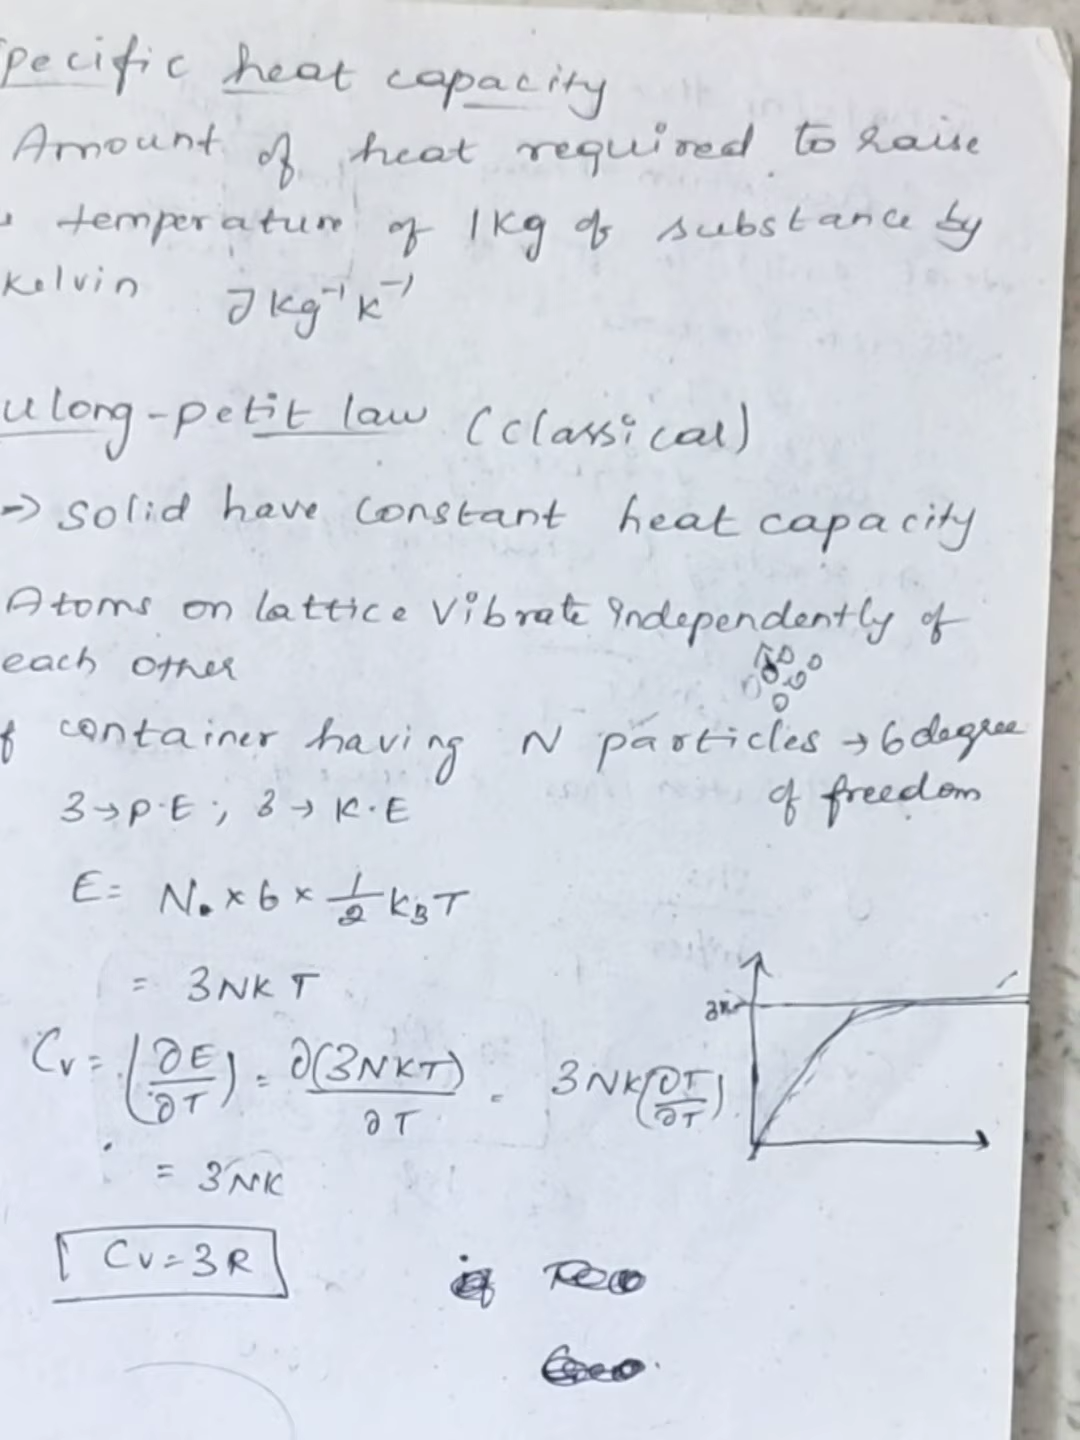 pecific heat capacity
Amount of heat required to raise
temperature of 1Kg of substance by
Kelvin J Kg⁻¹ K⁻¹
ulong-petit law (classical)
→ solid have constant heat capacity
Atoms on lattice vibrate independently of
each other
f container having N particles → 6 degree
of freedom
3→P.E; 3→ K.E
E= N. × 6 × 1/2 K_B T
= 3NKT
Cv = (∂E/∂T) = ∂(3NKT)/∂T = 3NK(∂T/∂T)
= 3NK
Cv=3R